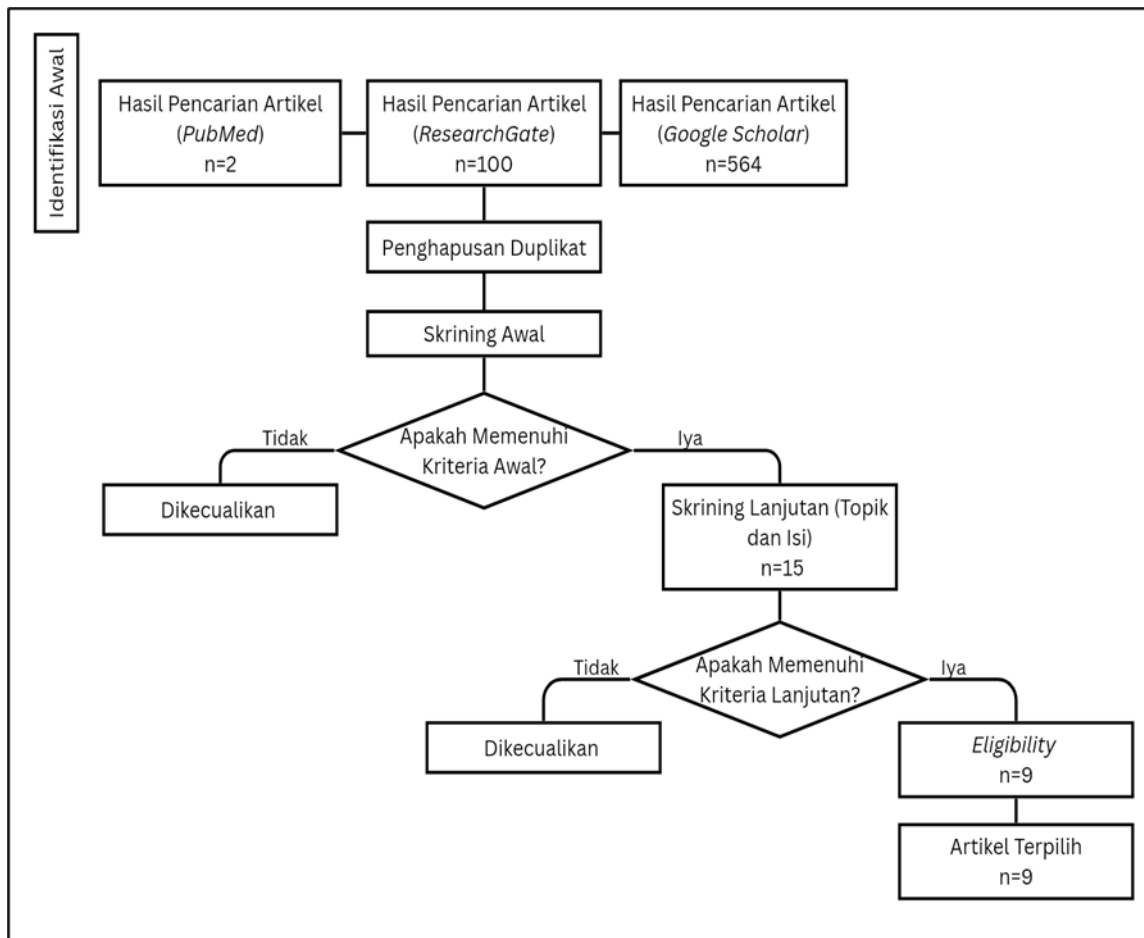 Identifikasi Awal
Hasil Pencarian Artikel
(PubMed)
n=2
Hasil Pencarian Artikel
(ResearchGate)
n=100
Hasil Pencarian Artikel
(Google Scholar)
n=564
Penghapusan Duplikat
Skrining Awal
Apakah Memenuhi
Kriteria Awal?
Tidak
Iya
Dikecualikan
Skrining Lanjutan (Topik
dan Isi)
n=15
Apakah Memenuhi
Kriteria Lanjutan?
Tidak
Iya
Dikecualikan
Eligibility
n=9
Artikel Terpilih
n=9